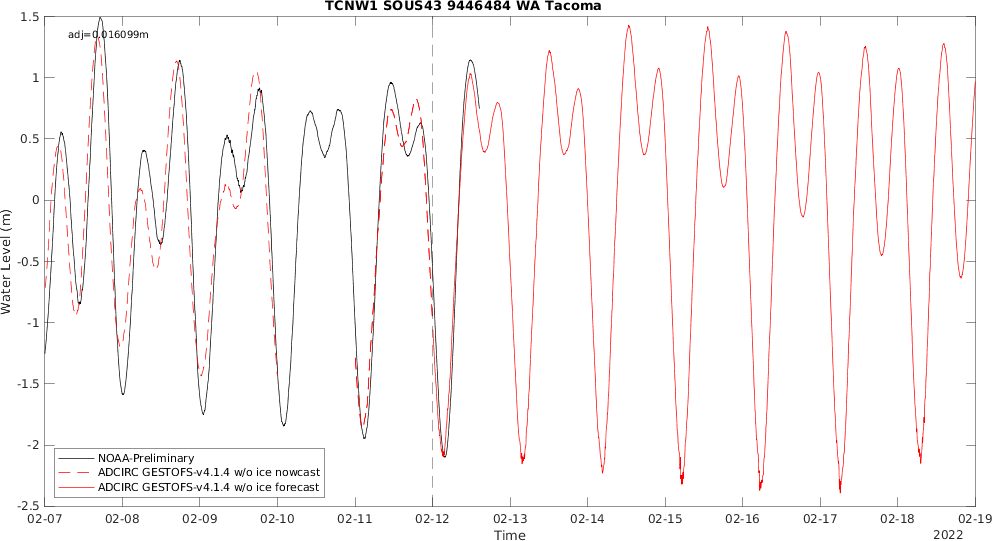 TCNW1 SOUS43 9446484 WA Tacoma
adj=0.016099m
1.5
1
0.5
0
-0.5
-1
-1.5
-2
-2.5
Water Level (m)
NOAA-Preliminary
ADCIRC GESTOFS-v4.1.4 w/o ice nowcast
ADCIRC GESTOFS-v4.1.4 w/o ice forecast
02-07 02-08 02-09 02-10 02-11 02-12 02-13 02-14 02-15 02-16 02-17 02-18 02-19
Time
2022